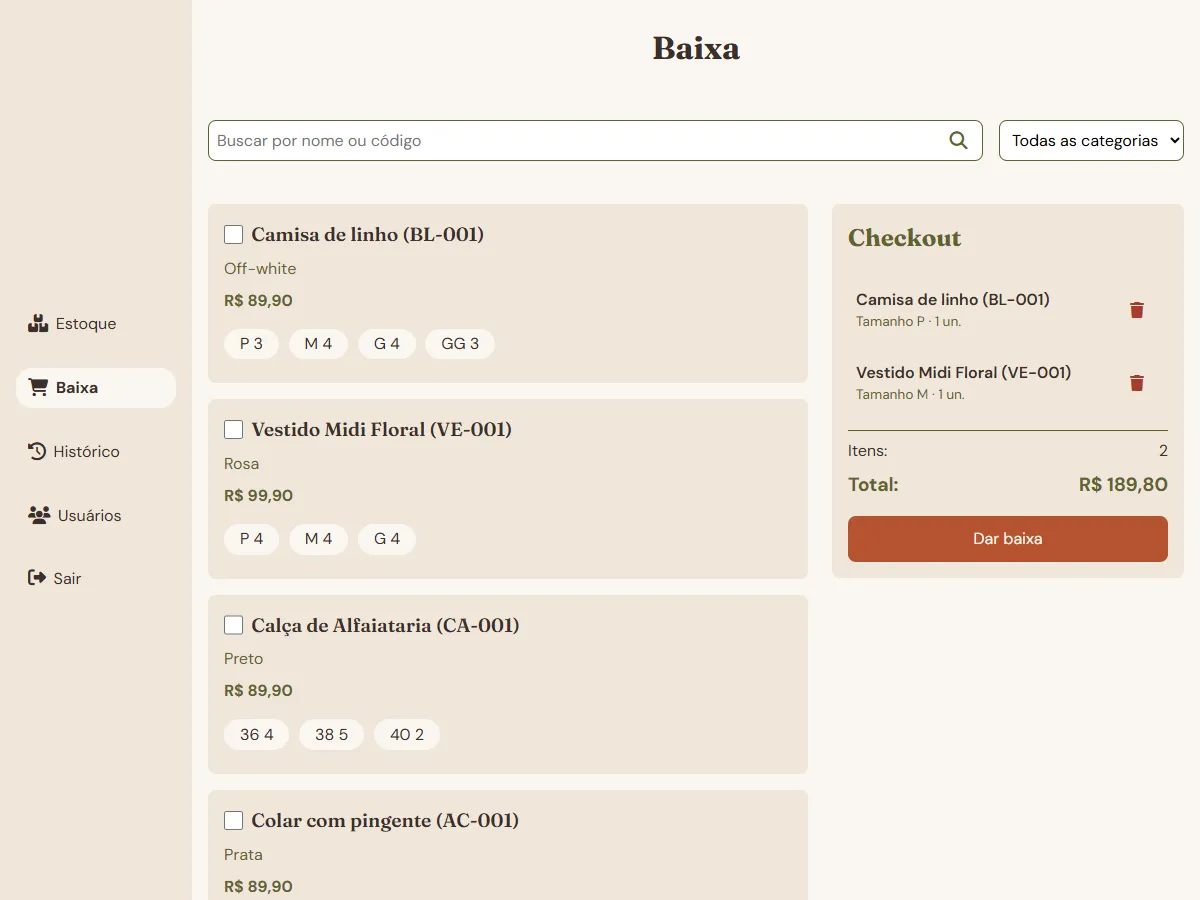 Estoque
Baixa
Histórico
Usuários
Sair
Baixa
Buscar por nome ou código
Todas as categorias
Camisa de linho (BL-001)
Off-white
R$ 89,90
P 3 M 4 G 4 GG 3
Vestido Midi Floral (VE-001)
Rosa
R$ 99,90
P 4 M 4 G 4
Calça de Alfaiataria (CA-001)
Preto
R$ 89,90
36 4 38 5 40 2
Colar com pingente (AC-001)
Prata
R$ 89,90
Checkout
Camisa de linho (BL-001)
Tamanho P · 1 un.
Vestido Midi Floral (VE-001)
Tamanho M · 1 un.
Itens: 2
Total: R$ 189,80
Dar baixa